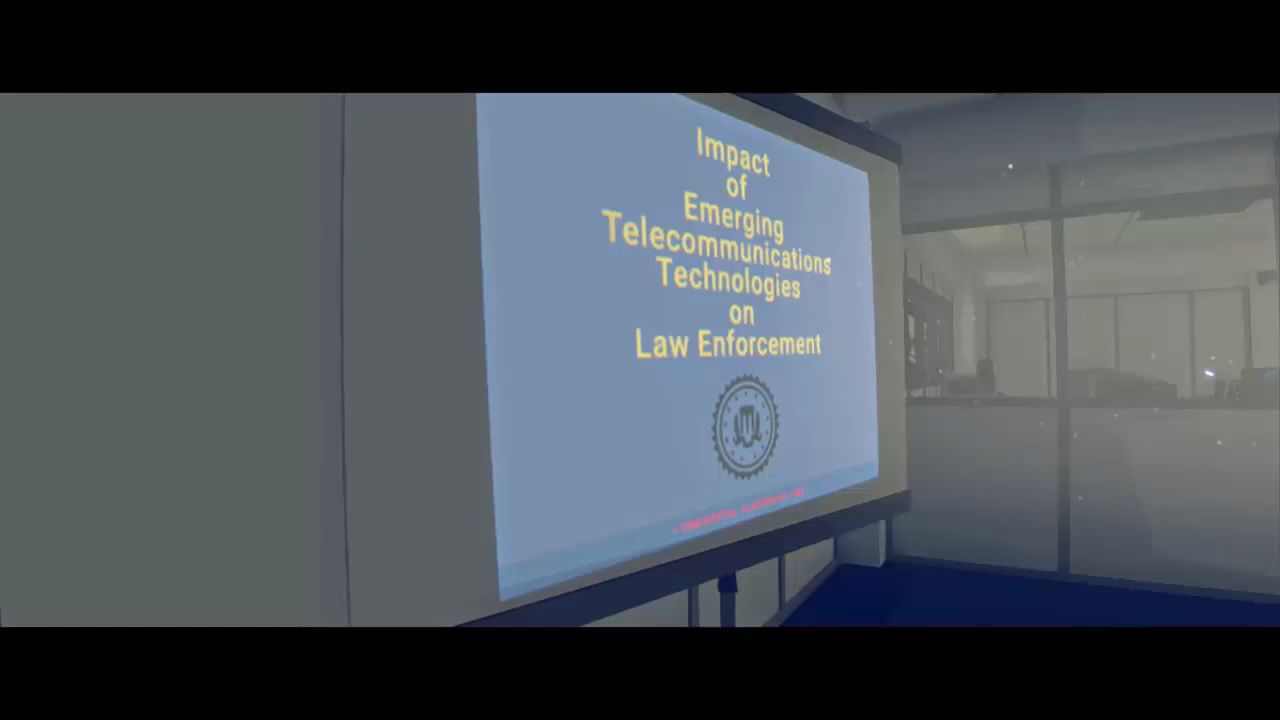 Impact
of
Emerging
Telecommunications
Technologies
on
Law Enforcement